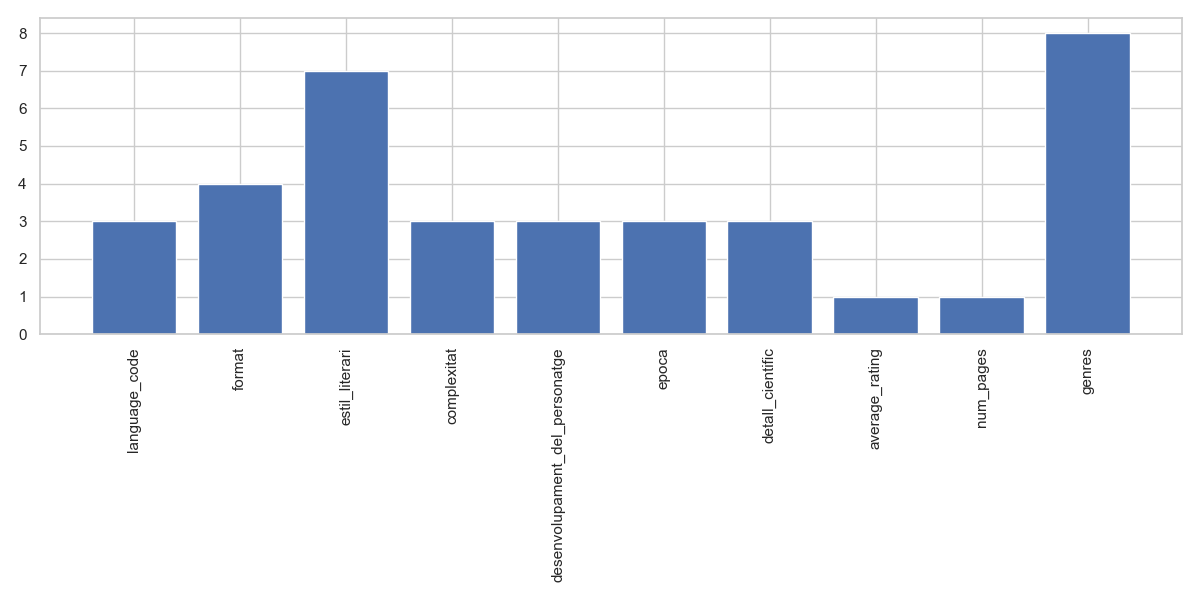 8
7
6
5
4
3
2
1
0
language_code
format
estil_literari
complexitat
desenvolupament_del_personatge
epoca
detall_cientific
average_rating
num_pages
genres